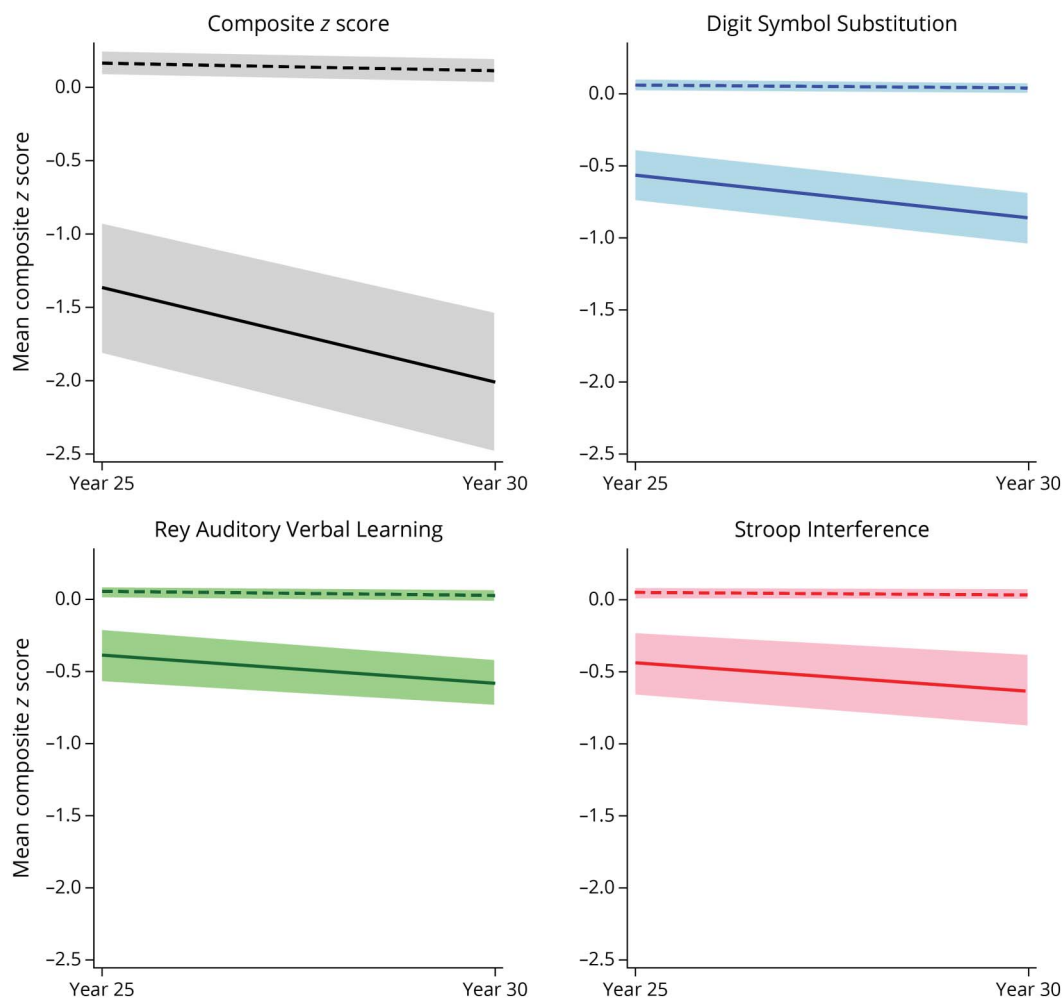 Composite z score
Mean composite z score
0.0
−0.5
−1.0
−1.5
−2.0
−2.5
Year 25
Year 30
Digit Symbol Substitution
0.0
−0.5
−1.0
−1.5
−2.0
−2.5
Year 25
Year 30
Rey Auditory Verbal Learning
Mean composite z score
0.0
−0.5
−1.0
−1.5
−2.0
−2.5
Year 25
Year 30
Stroop Interference
0.0
−0.5
−1.0
−1.5
−2.0
−2.5
Year 25
Year 30